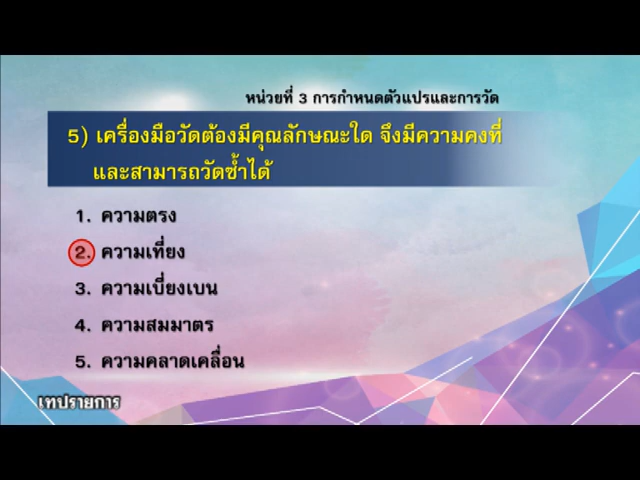 หน่วยที่ 3 การกำหนดตัวแปรและการวัด
5) เครื่องมือวัดต้องมีคุณลักษณะใด จึงมีความคงที่
และสามารถวัดซ้ำได้
1. ความตรง
2. ความเที่ยง
3. ความเบี่ยงเบน
4. ความสมมาตร
5. ความคลาดเคลื่อน
เทปรายการ